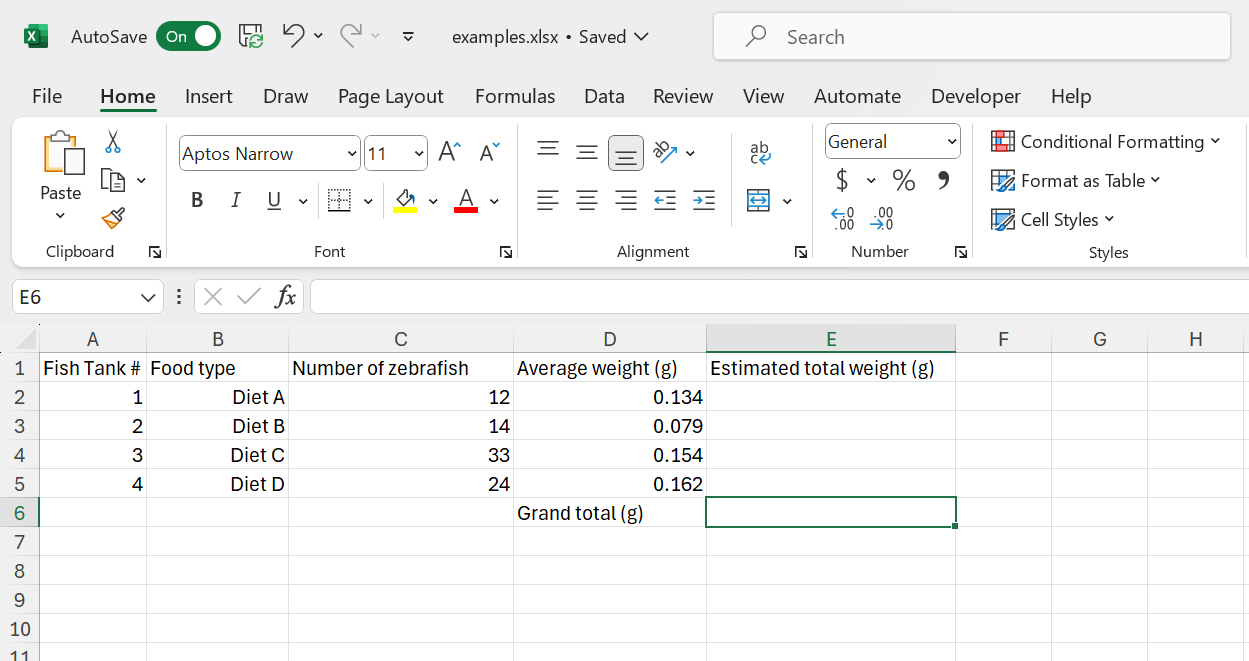 AutoSave On examples.xlsx • Saved Search
File Home Insert Draw Page Layout Formulas Data Review View Automate Developer Help
Paste
Clipboard
Aptos Narrow 11
B I U A
Font
ab
Alignment
General
$ % 9
.00 .00
Number
Conditional Formatting
Format as Table
Cell Styles
Styles
E6 fx
A B C D E F G H
1 Fish Tank # Food type Number of zebrafish Average weight (g) Estimated total weight (g)
2 1 Diet A 12 0.134
3 2 Diet B 14 0.079
4 3 Diet C 33 0.154
5 4 Diet D 24 0.162
6 Grand total (g)
7
8
9
10
11